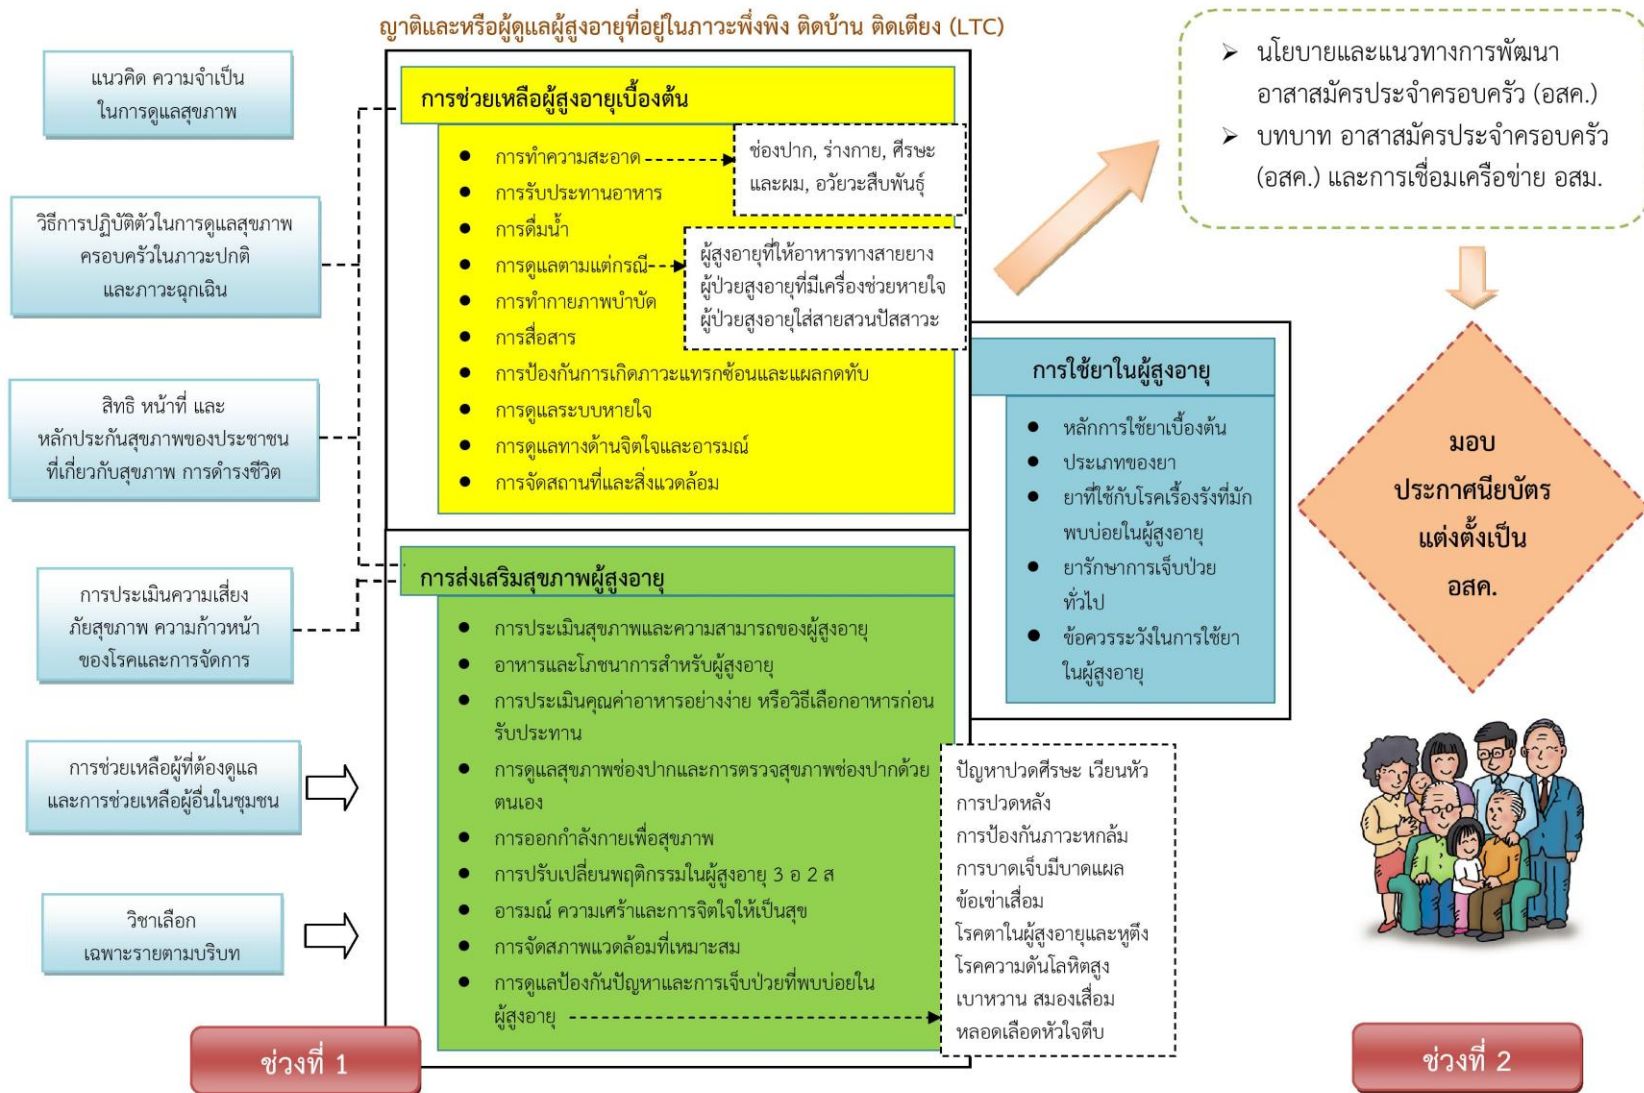 ญาติและหรือผู้ดูแลผู้สูงอายุที่อยู่ในภาวะพึ่งพิง ติดบ้าน ติดเตียง (LTC)
แนวคิด ความจำเป็น
ในการดูแลสุขภาพ
วิธีการปฏิบัติตัวในการดูแลสุขภาพ
ครอบครัวในภาวะปกติ
และภาวะฉุกเฉิน
สิทธิ หน้าที่ และ
หลักประกันสุขภาพของประชาชน
ที่เกี่ยวกับสุขภาพ การดำรงชีวิต
การประเมินความเสี่ยง
ภัยสุขภาพ ความก้าวหน้า
ของโรคและการจัดการ
การช่วยเหลือผู้ที่ต้องดูแล
และการช่วยเหลือผู้อื่นในชุมชน
วิชาเลือก
เฉพาะรายตามบริบท
การช่วยเหลือผู้สูงอายุเบื้องต้น
● การทำความสะอาด
● การรับประทานอาหาร
● การดื่มน้ำ
● การดูแลตามแต่กรณี
● การทำกายภาพบำบัด
● การสื่อสาร
● การป้องกันการเกิดภาวะแทรกซ้อนและแผลกดทับ
● การดูแลระบบหายใจ
● การดูแลทางด้านจิตใจและอารมณ์
● การจัดสถานที่และสิ่งแวดล้อม
ช่องปาก, ร่างกาย, ศีรษะ
และผม, อวัยวะสืบพันธุ์
ผู้สูงอายุที่ให้อาหารทางสายยาง
ผู้ป่วยสูงอายุที่มีเครื่องช่วยหายใจ
ผู้ป่วยสูงอายุใส่สายสวนปัสสาวะ
การส่งเสริมสุขภาพผู้สูงอายุ
● การประเมินสุขภาพและความสามารถของผู้สูงอายุ
● อาหารและโภชนาการสำหรับผู้สูงอายุ
● การประเมินคุณค่าอาหารอย่างง่าย หรือวิธีเลือกอาหารก่อน
รับประทาน
● การดูแลสุขภาพช่องปากและการตรวจสุขภาพช่องปากด้วย
ตนเอง
● การออกกำลังกายเพื่อสุขภาพ
● การปรับเปลี่ยนพฤติกรรมในผู้สูงอายุ 3 อ 2 ส
● อารมณ์ ความเศร้าและการจิตใจให้เป็นสุข
● การจัดสภาพแวดล้อมที่เหมาะสม
● การดูแลป้องกันปัญหาและการเจ็บป่วยที่พบบ่อยใน
ผู้สูงอายุ
ปัญหาปวดศีรษะ เวียนหัว
การปวดหลัง
การป้องกันภาวะหกล้ม
การบาดเจ็บมีบาดแผล
ข้อเข่าเสื่อม
โรคตาในผู้สูงอายุและหูตึง
โรคความดันโลหิตสูง
เบาหวาน สมองเสื่อม
หลอดเลือดหัวใจตีบ
การใช้ยาในผู้สูงอายุ
● หลักการใช้ยาเบื้องต้น
● ประเภทของยา
● ยาที่ใช้กับโรคเรื้องรังที่มัก
พบบ่อยในผู้สูงอายุ
● ยารักษาการเจ็บป่วย
ทั่วไป
● ข้อควรระวังในการใช้ยา
ในผู้สูงอายุ
ช่วงที่ 1
➢ นโยบายและแนวทางการพัฒนา
อาสาสมัครประจำครอบครัว (อสค.)
➢ บทบาท อาสาสมัครประจำครอบครัว
(อสค.) และการเชื่อมเครือข่าย อสม.
มอบ
ประกาศนียบัตร
แต่งตั้งเป็น
อสค.
ช่วงที่ 2